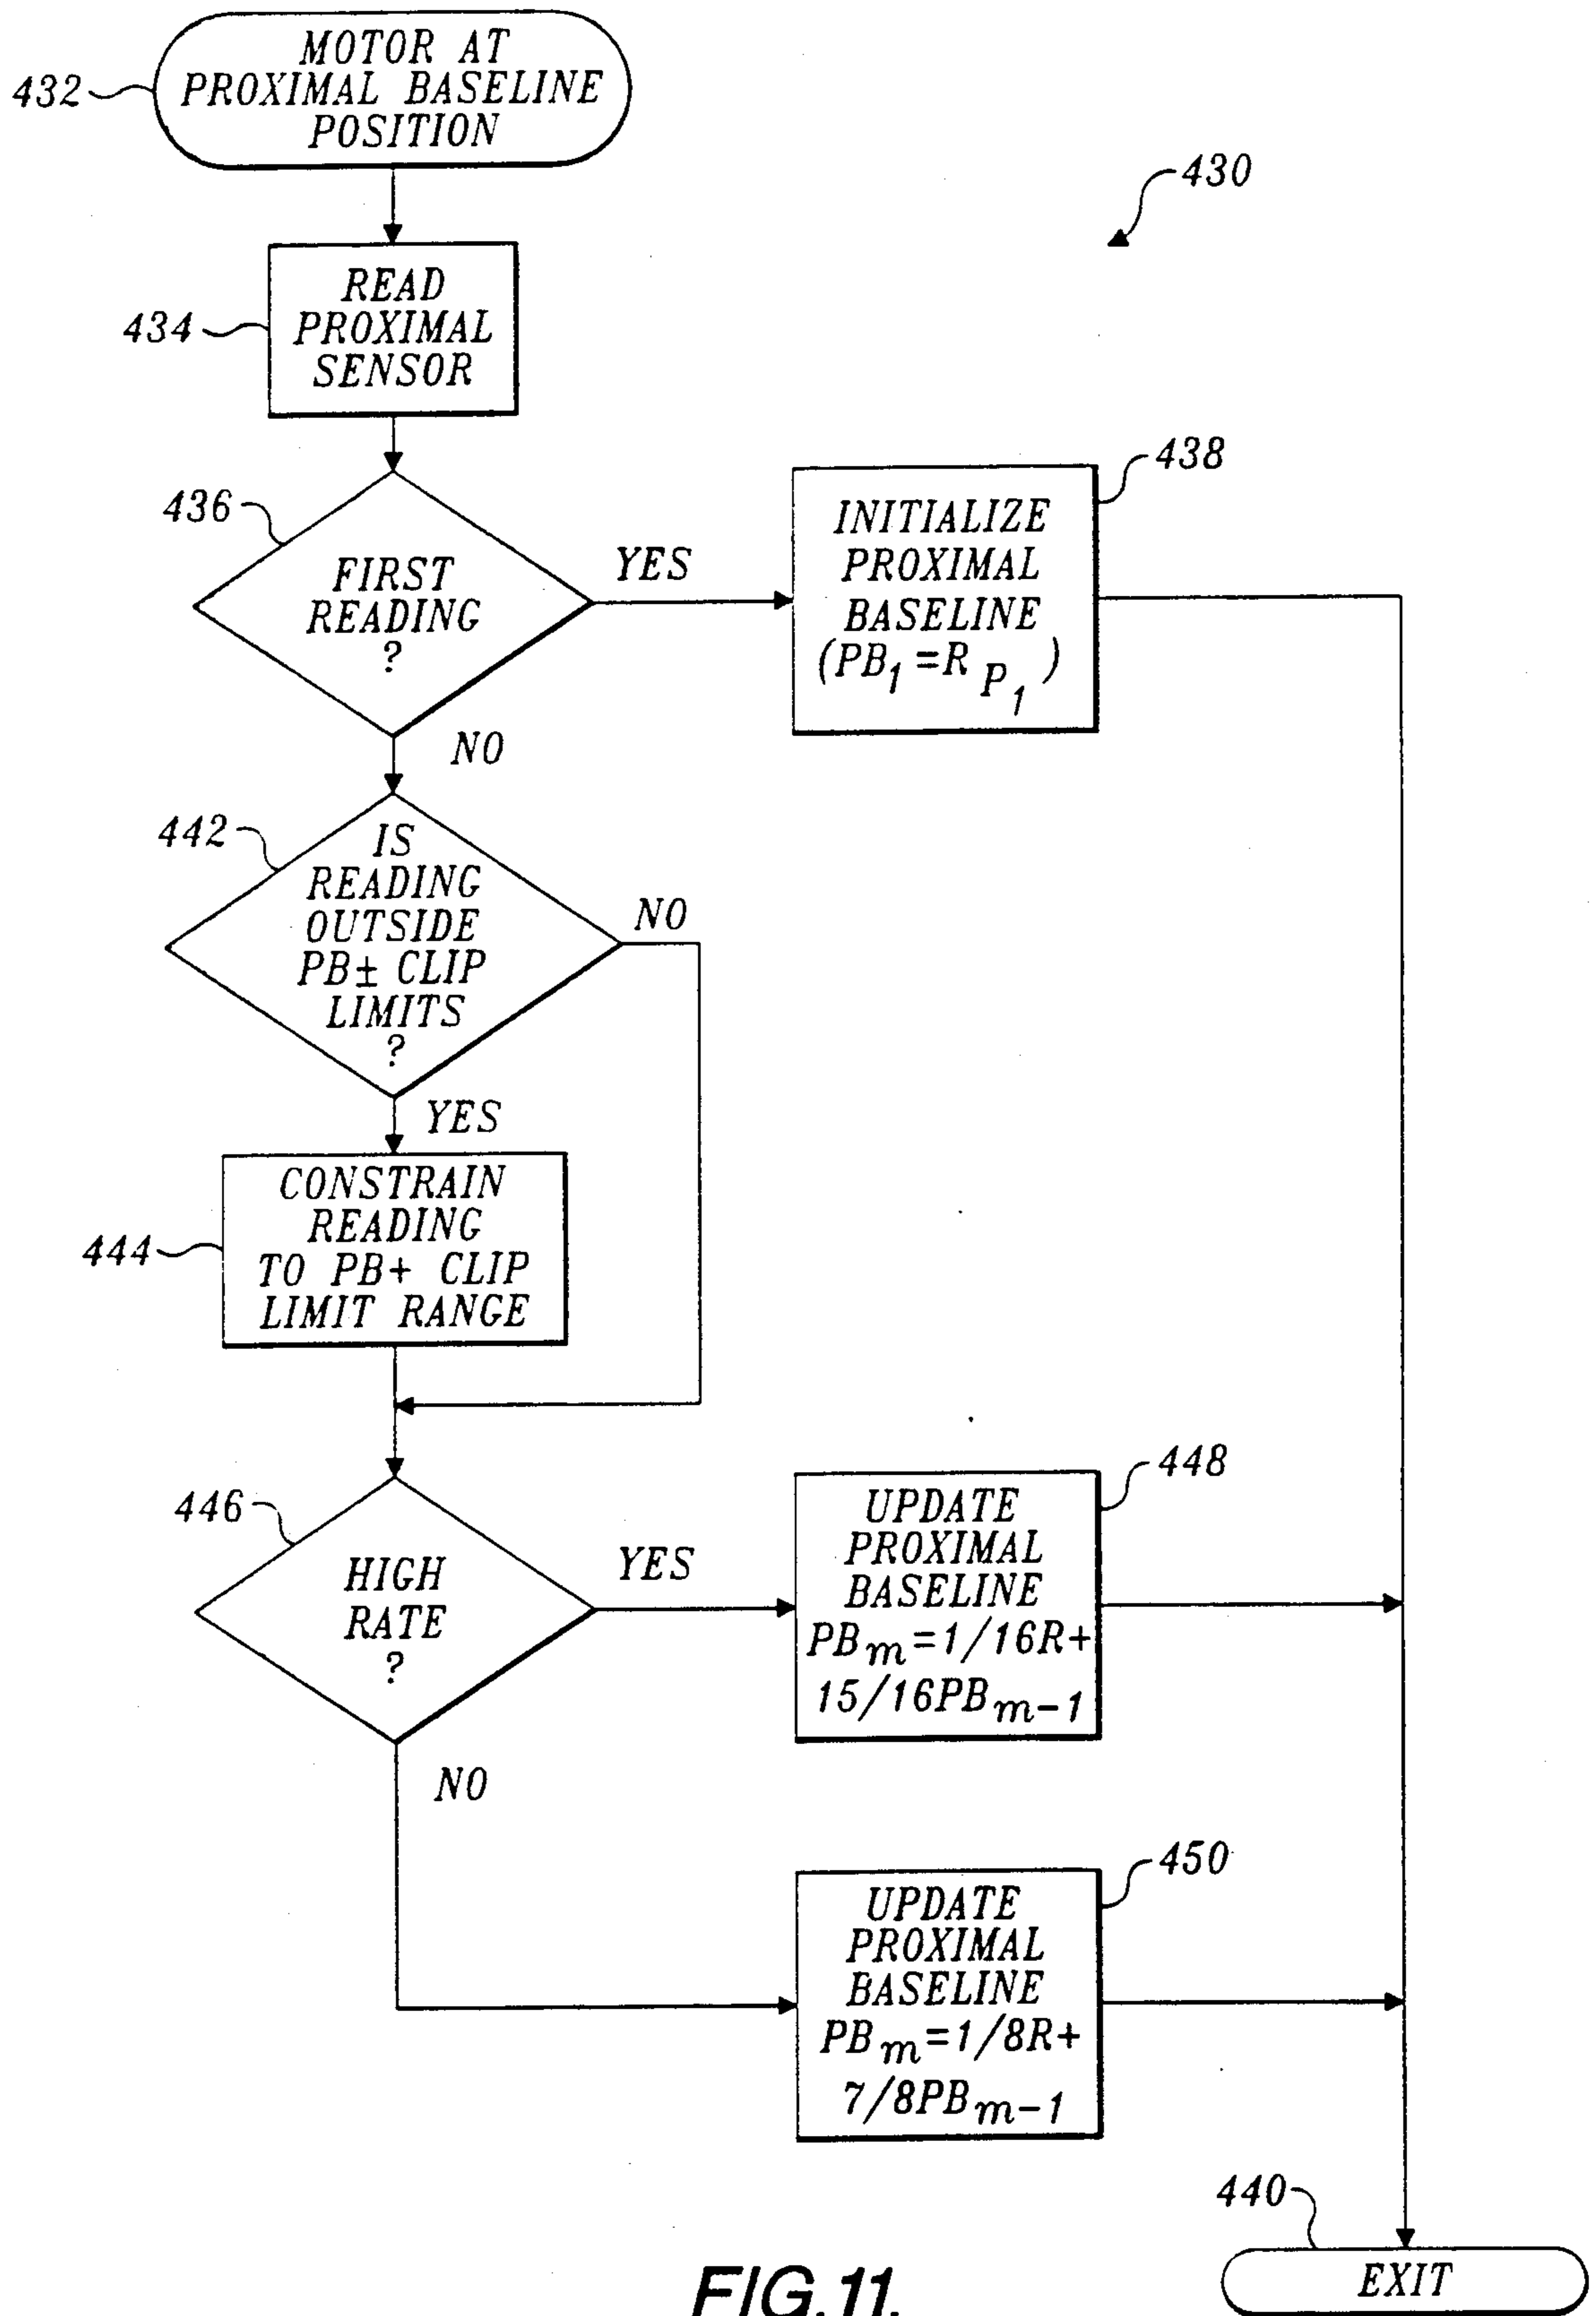 MOTOR AT
PROXIMAL BASELINE
POSITION
432
430
READ
PROXIMAL
SENSOR
434
436
FIRST
READING
?
YES
NO
438
INITIALIZE
PROXIMAL
BASELINE
(PB1=RP1)
442
IS
READING
OUTSIDE
PB± CLIP
LIMITS
?
NO
YES
444
CONSTRAIN
READING
TO PB+ CLIP
LIMIT RANGE
446
HIGH
RATE
?
YES
NO
448
UPDATE
PROXIMAL
BASELINE
PBm=1/16R+
15/16PBm-1
450
UPDATE
PROXIMAL
BASELINE
PBm=1/8R+
7/8PBm-1
440
EXIT
FIG.11.